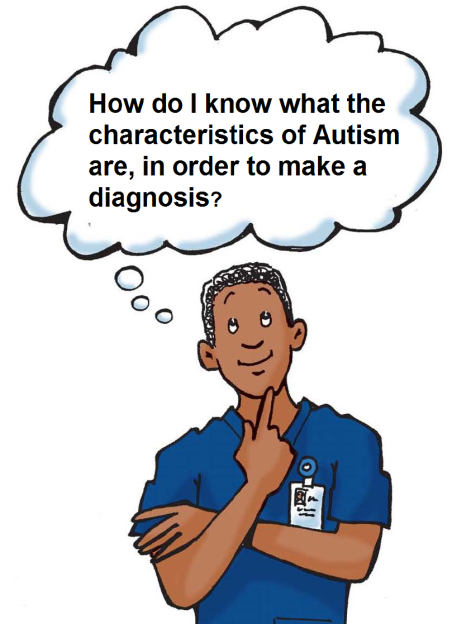 How do I know what the
characteristics of Autism
are, in order to make a
diagnosis?